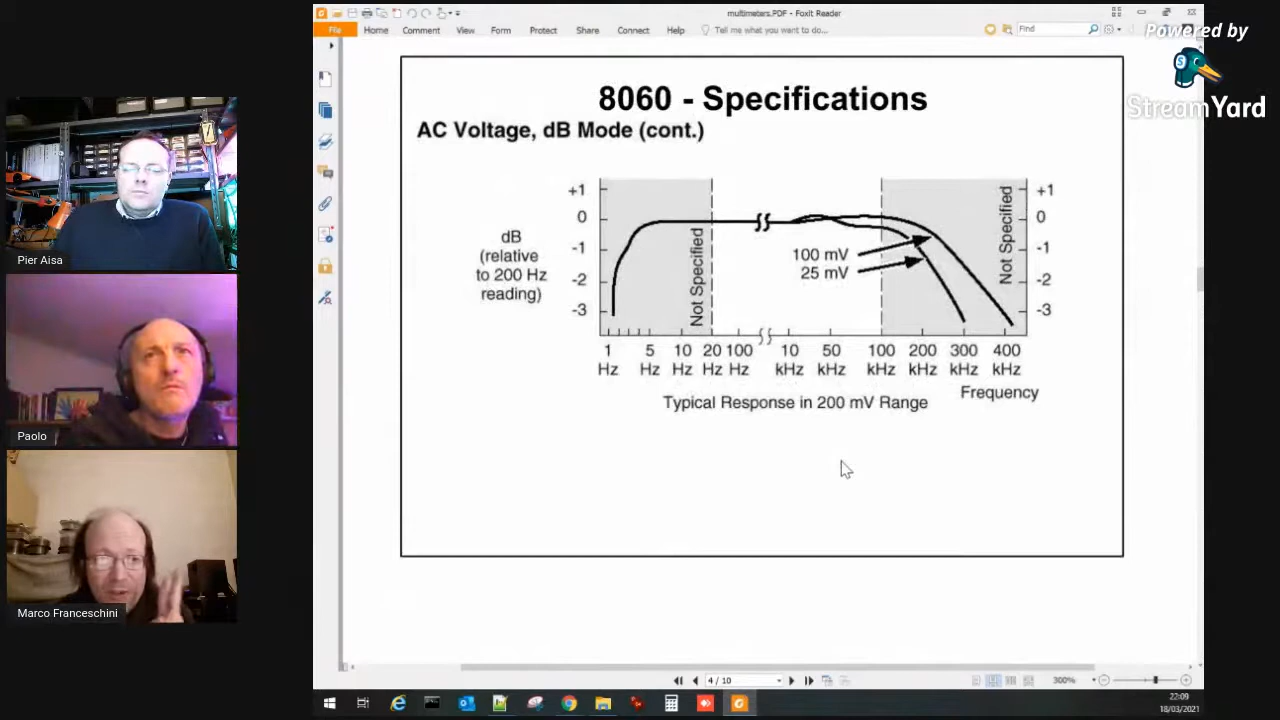 multimeters.PDF - Foxit Reader
File Home Comment View Form Protect Share Connect Help Tell me what you want to do...
Find
Powered by
StreamYard
8060 - Specifications
AC Voltage, dB Mode (cont.)
+1
0
-1
-2
-3
dB
(relative
to 200 Hz
reading)
Not Specified
100 mV
25 mV
Not Specified
+1
0
-1
-2
-3
1 5 10 20 100 10 50 100 200 300 400
Hz Hz Hz Hz Hz kHz kHz kHz kHz kHz kHz
Frequency
Typical Response in 200 mV Range
Pier Aisa
Paolo
Marco Franceschini
4 / 10
300%
22:09
18/03/2021